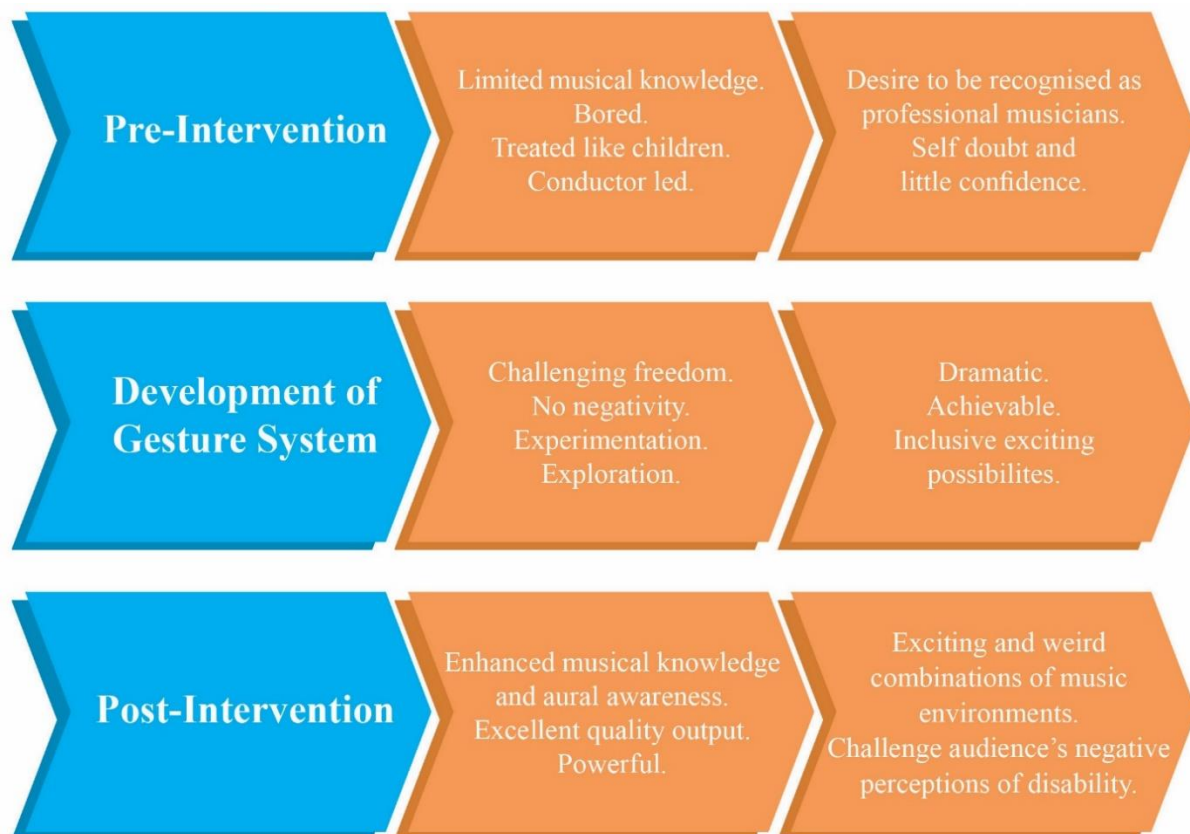 Pre-Intervention
Limited musical knowledge.
Bored.
Treated like children.
Conductor led.
Desire to be recognised as
professional musicians.
Self doubt and
little confidence.
Development of
Gesture System
Challenging freedom.
No negativity.
Experimentation.
Exploration.
Dramatic.
Achievable.
Inclusive exciting
possibilites.
Post-Intervention
Enhanced musical knowledge
and aural awareness.
Excellent quality output.
Powerful.
Exciting and weird
combinations of music
environments.
Challenge audience’s negative
perceptions of disability.